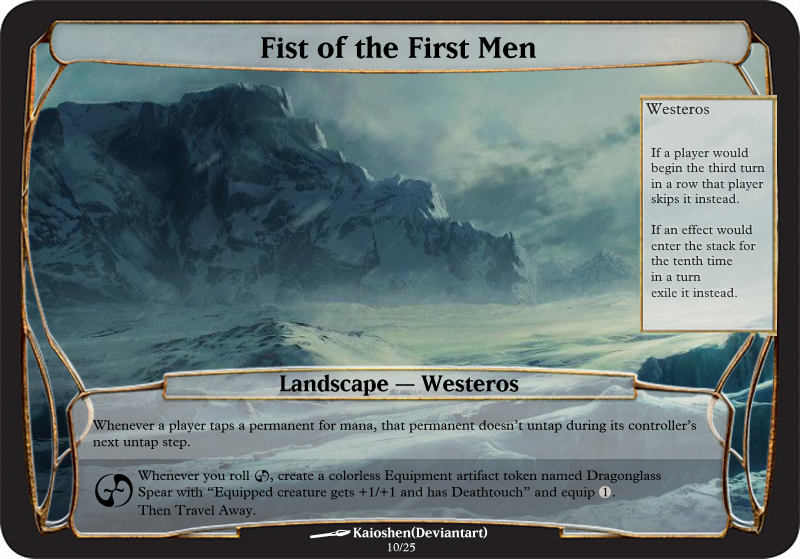 Fist of the First Men
Westeros
If a player would
begin the third turn
in a row that player
skips it instead.
If an effect would
enter the stack for
the tenth time
in a turn
exile it instead.
Landscape — Westeros
Whenever a player taps a permanent for mana, that permanent doesn't untap during its controller's
next untap step.
Whenever you roll , create a colorless Equipment artifact token named Dragonglass
Spear with “Equipped creature gets +1/+1 and has Deathtouch” and equip 1.
Then Travel Away.
Kaioshen(Deviantart)
10/25